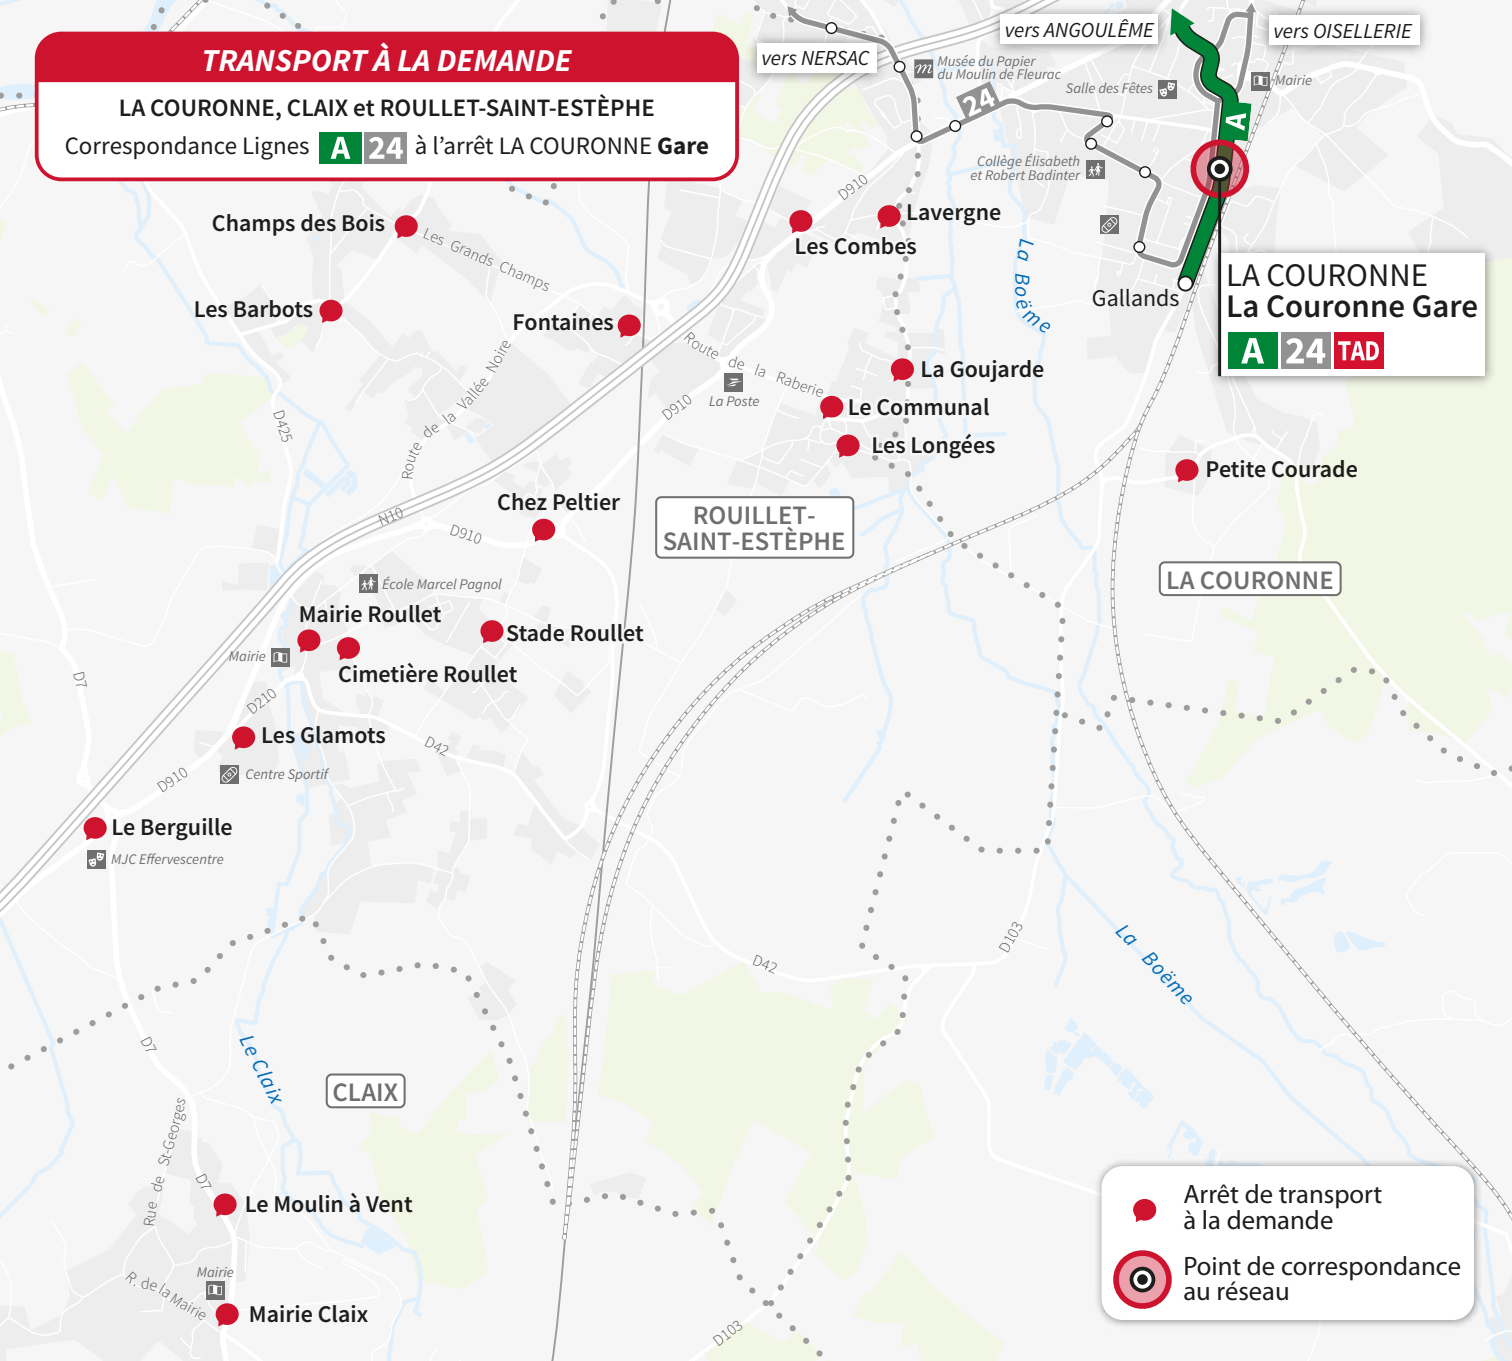 TRANSPORT À LA DEMANDE
LA COURONNE, CLAIX et ROULLET-SAINT-ESTÈPHE
Correspondance Lignes A 24 à l'arrêt LA COURONNE Gare
vers NERSAC
vers ANGOULÊME
vers OISELLERIE
Musée du Papier
du Moulin de Fleurac
Salle des Fêtes
Mairie
24
A
Collège Élisabeth
et Robert Badinter
D910
Champs des Bois
Les Grands Champs
Les Combes
Lavergne
La Boëme
Gallands
LA COURONNE
La Couronne Gare
A 24 TAD
Les Barbots
Fontaines
Route de la Vallée Noire
Route de la Raberie
La Poste
D910
D425
La Goujarde
Le Communal
Les Longées
Petite Courade
Chez Peltier
N10
D910
ROUILLET-
SAINT-ESTÈPHE
LA COURONNE
École Marcel Pagnol
Mairie Roullet
Stade Roullet
Mairie
Cimetière Roullet
D7
D210
Les Glamots
D42
Centre Sportif
D910
Le Berguille
MJC Effervescentre
D42
D103
La Boëme
D7
Le Claix
CLAIX
Rue de St-Georges
D7
Le Moulin à Vent
Mairie
R. de la Mairie
Mairie Claix
D103
Arrêt de transport
à la demande
Point de correspondance
au réseau